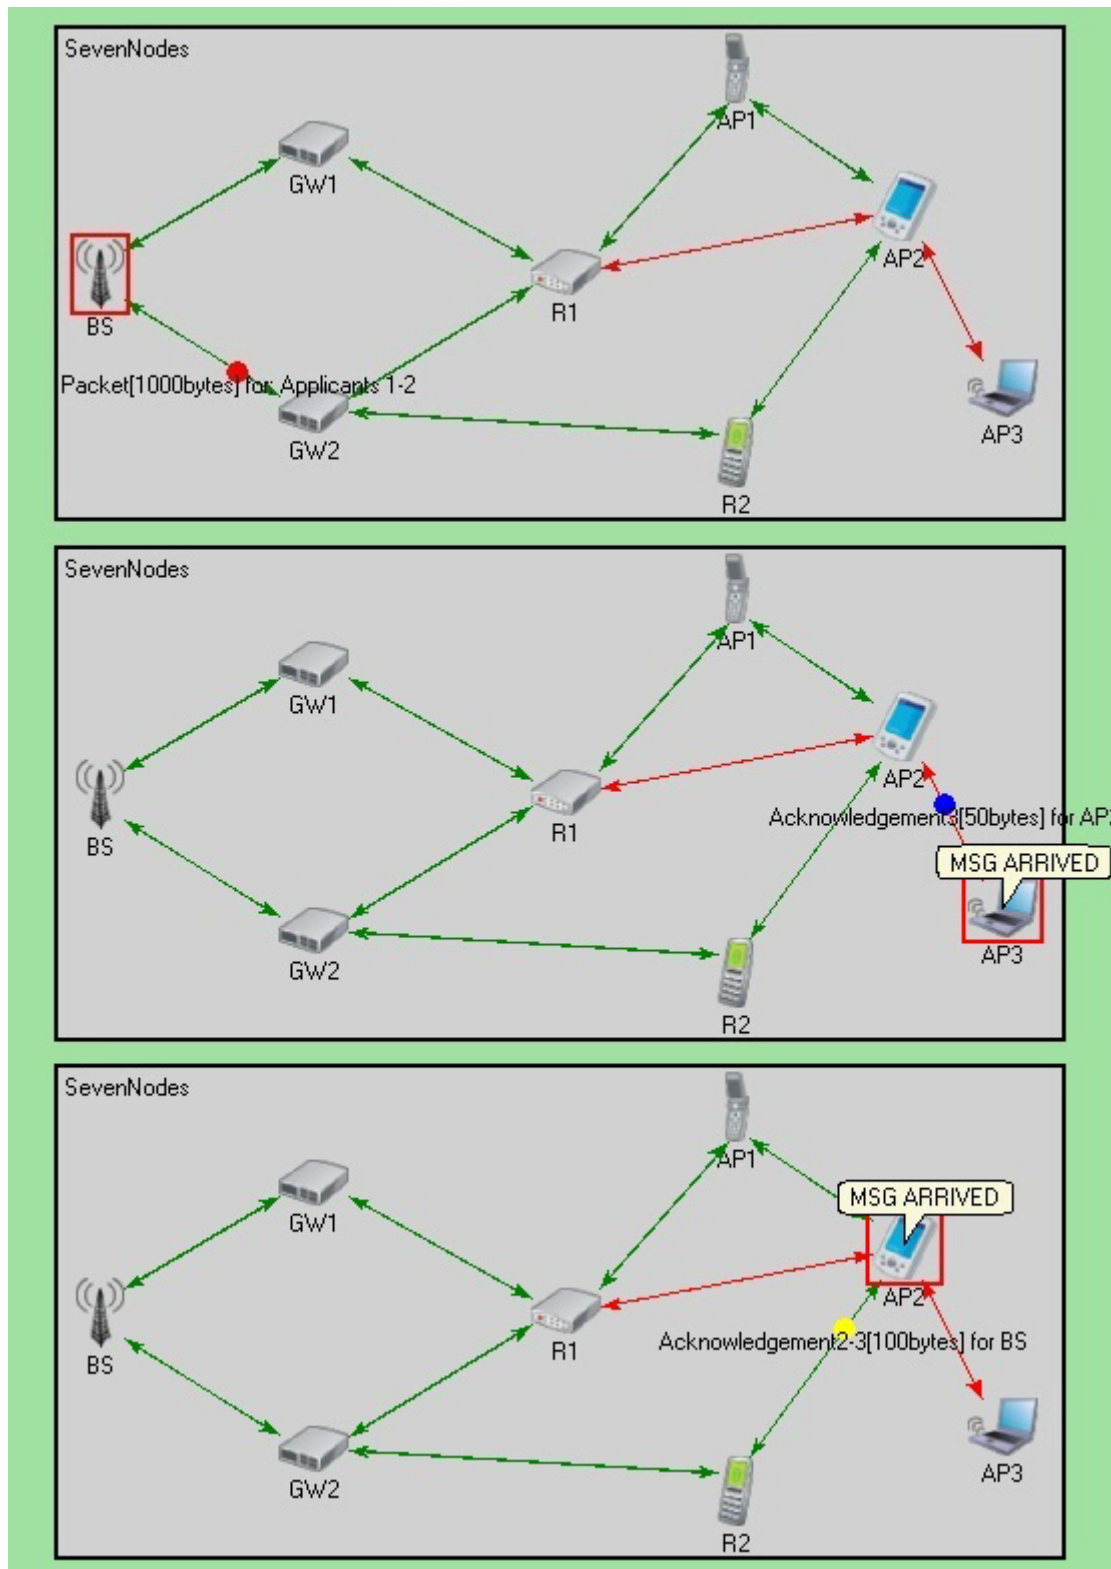 SevenNodes
AP1
GW1
AP2
BS
R1
Packet[1000bytes] for: Applicants 1-2
GW2
AP3
R2
SevenNodes
AP1
GW1
AP2
Acknowledgement3[50bytes] for AP2
BS
R1
MSG ARRIVED
GW2
AP3
R2
SevenNodes
AP1
MSG ARRIVED
GW1
AP2
Acknowledgement2-3[100bytes] for BS
BS
R1
GW2
AP3
R2